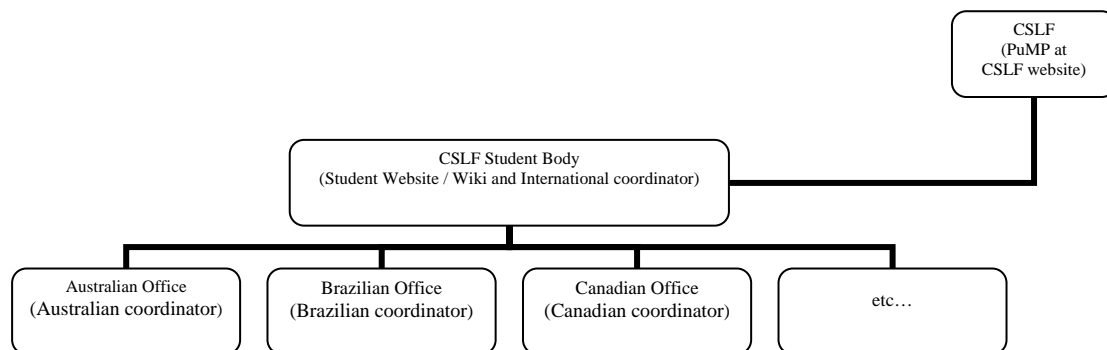 CSLF
(PuMP at
CSLF website)
CSLF Student Body
(Student Website / Wiki and International coordinator)
Australian Office
(Australian coordinator)
Brazilian Office
(Brazilian coordinator)
Canadian Office
(Canadian coordinator)
etc…